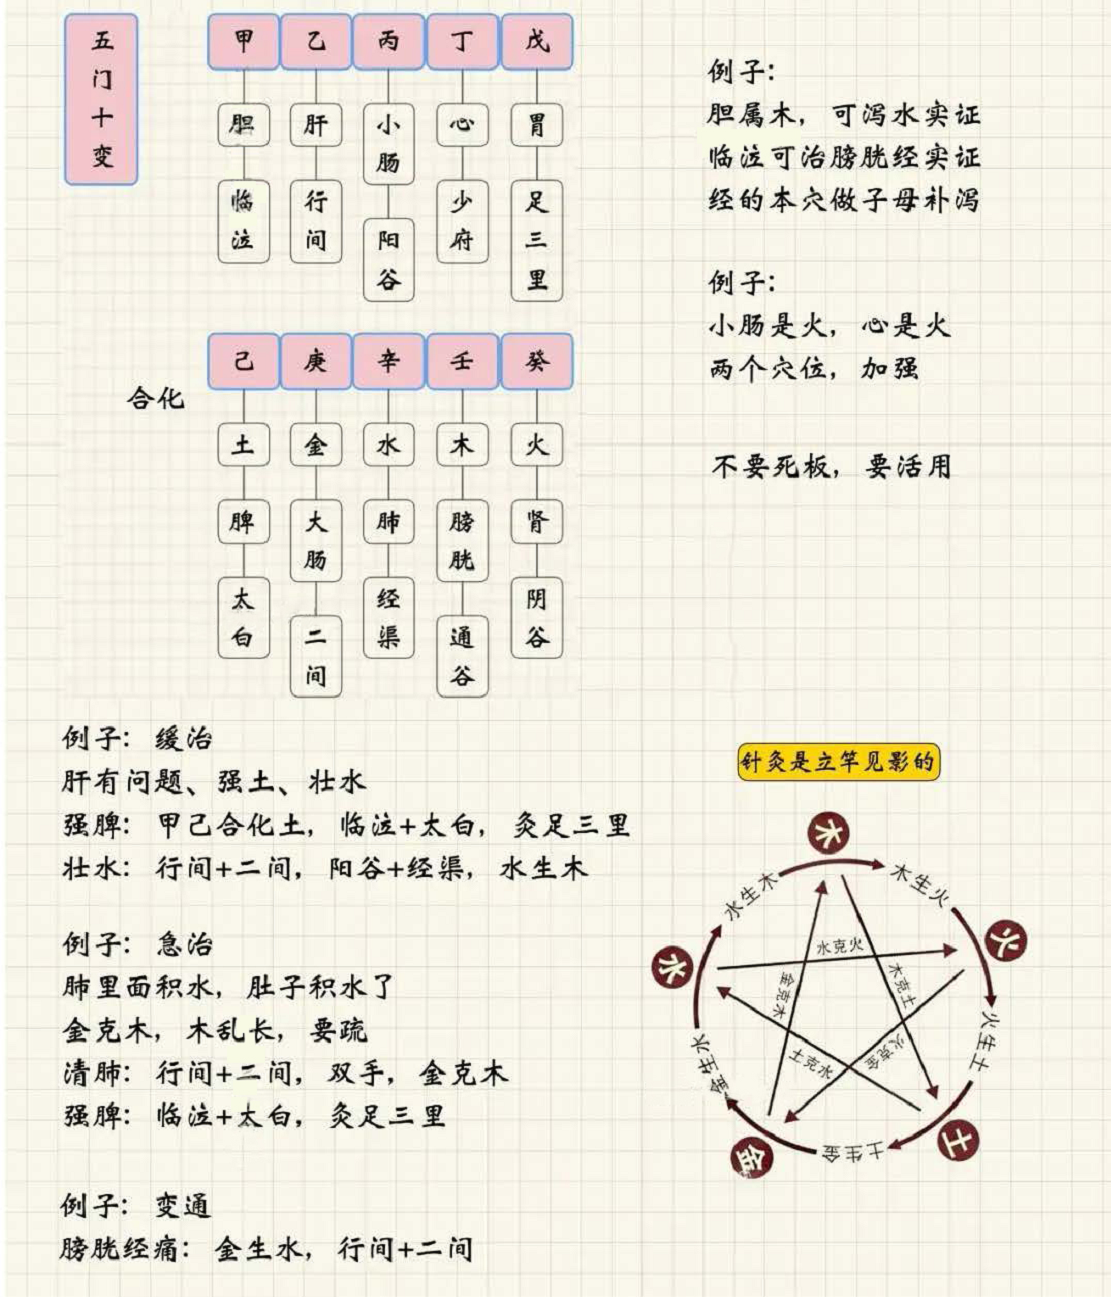 五门十变
甲 乙 丙 丁 戊
胆 肝 小肠 心 胃
临泣 行间 阳谷 少府 足三里
合化
己 庚 辛 壬 癸
土 金 水 木 火
脾 大肠 肺 膀胱 肾
太白 二间 经渠 通谷 阴谷
例子：
胆属木，可泻水实证
临泣可治膀胱经实证
经的本穴做子母补泻
例子：
小肠是火，心是火
两个穴位，加强
不要死板，要活用
例子：缓治
肝有问题、强土、壮水
强脾：甲己合化土，临泣+太白，灸足三里
壮水：行间+二间，阳谷+经渠，水生木
例子：急治
肺里面积水，肚子积水了
金克木，木乱长，要疏
清肺：行间+二间，双手，金克木
强脾：临泣+太白，灸足三里
例子：变通
膀胱经痛：金生水，行间+二间
针灸是立竿见影的
木
木生火
火
火生土
土
土生金
金
金生水
水
水生木
水克火
木克土
火克金
土克水
金克木